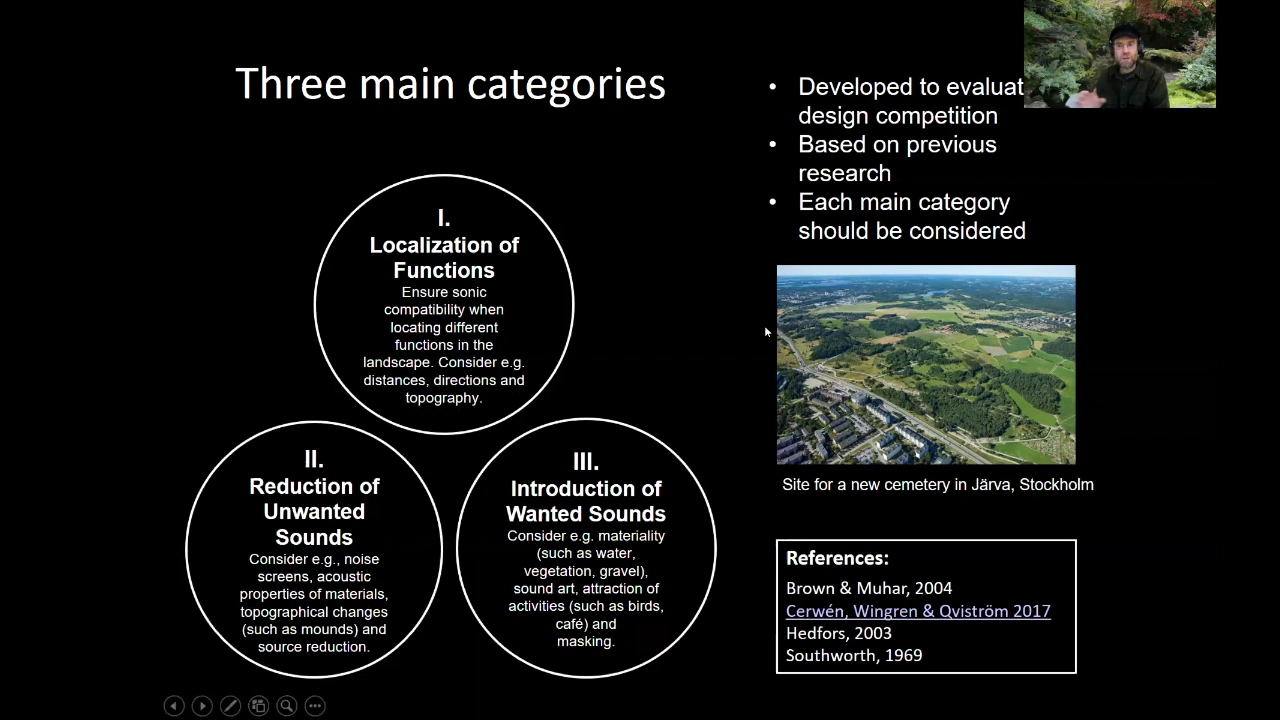 Three main categories
I.
Localization of
Functions
Ensure sonic
compatibility when
locating different
functions in the
landscape. Consider e.g.
distances, directions and
topography.
II.
Reduction of
Unwanted
Sounds
Consider e.g., noise
screens, acoustic
properties of materials,
topographical changes
(such as mounds) and
source reduction.
III.
Introduction of
Wanted Sounds
Consider e.g. materiality
(such as water,
vegetation, gravel),
sound art, attraction of
activities (such as birds,
café) and
masking.
• Developed to evaluat
design competition
• Based on previous
research
• Each main category
should be considered
Site for a new cemetery in Järva, Stockholm
References:
Brown & Muhar, 2004
Cerwén, Wingren & Qviström 2017
Hedfors, 2003
Southworth, 1969